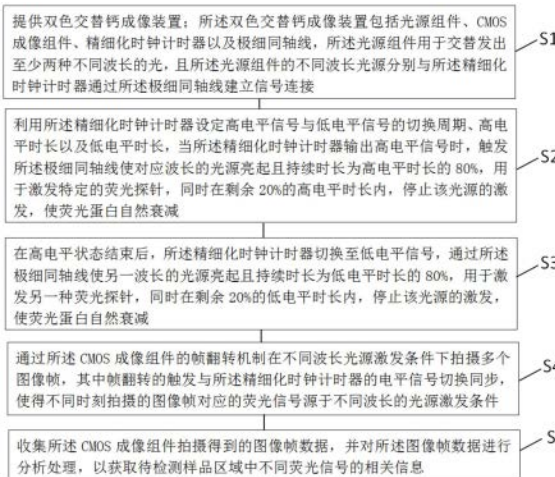 提供双色交替钙成像装置；所述双色交替钙成像装置包括光源组件、CMOS
成像组件、精细化时钟计时器以及极细同轴线，所述光源组件用于交替发出
至少两种不同波长的光，且所述光源组件的不同波长光源分别与所述精细化
时钟计时器通过所述极细同轴线建立信号连接
S1
利用所述精细化时钟计时器设定高电平信号与低电平信号的切换周期、高电
平时长以及低电平时长，当所述精细化时钟计时器输出高电平信号时，触发
所述极细同轴线使对应波长的光源亮起且持续时长为高电平时长的 80%，用
于激发特定的荧光探针，同时在剩余 20%的高电平时长内，停止该光源的激
发，使荧光蛋白自然衰减
S2
在高电平状态结束后，所述精细化时钟计时器切换至低电平信号，通过所述
极细同轴线使另一波长的光源亮起且持续时长为低电平时长的 80%，用于激
发另一种荧光探针，同时在剩余 20%的低电平时长内，停止该光源的激发，
使荧光蛋白自然衰减
S3
通过所述 CMOS 成像组件的帧翻转机制在不同波长光源激发条件下拍摄多个
图像帧，其中帧翻转的触发与所述精细化时钟计时器的电平信号切换同步，
使得不同时刻拍摄的图像帧对应的荧光信号源于不同波长的光源激发条件
S4
收集所述 CMOS 成像组件拍摄得到的图像帧数据，并对所述图像帧数据进行
分析处理，以获取待检测样品区域中不同荧光信号的相关信息
S